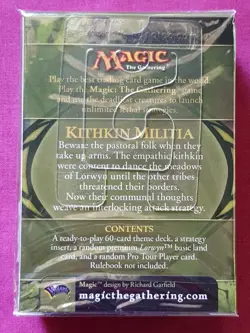 MAGIC
The Gathering
Play the best trading card game in the world.
Play the Magic: The Gathering game
and use the deadliest creatures to launch
unlimited strategies.
KITHKIN MILITIA
Beware the pastoral folk when they
take up arms. The empathic kithkin
were content to dance the meadows
of Lorwyn until the other tribes
threatened their borders.
Now their communal thoughts
weave an interlocking attack strategy.
CONTENTS
A ready-to-play 60-card theme deck, a strategy
insert, a random premium Lorwyn basic land
card, and a random Pro Tour Player card.
Rulebook not included.
Magic design by Richard Garfield
magicthegathering.com